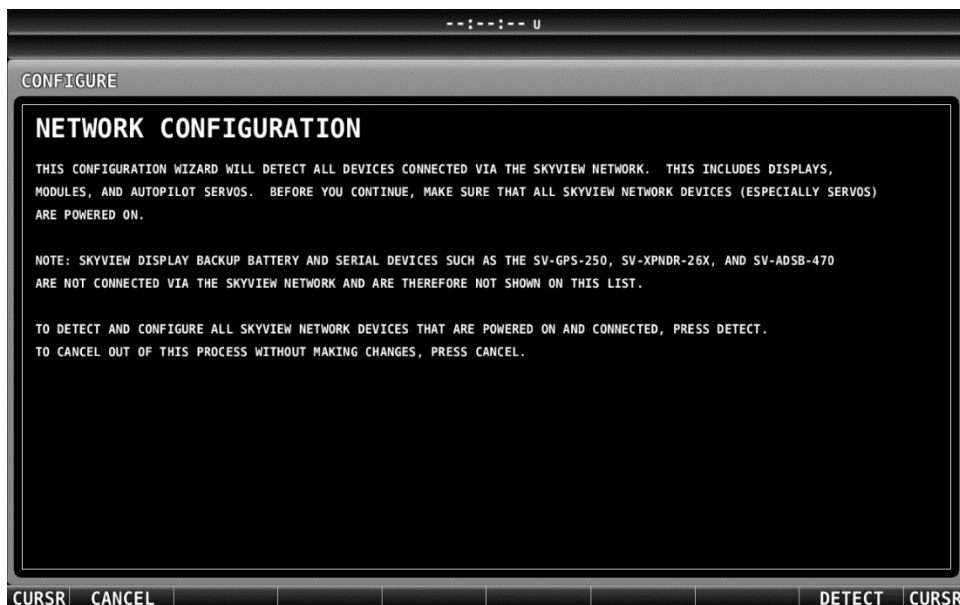 --:--:-- U
CONFIGURE
NETWORK CONFIGURATION
THIS CONFIGURATION WIZARD WILL DETECT ALL DEVICES CONNECTED VIA THE SKYVIEW NETWORK.  THIS INCLUDES DISPLAYS,
MODULES, AND AUTOPILOT SERVOS.  BEFORE YOU CONTINUE, MAKE SURE THAT ALL SKYVIEW NETWORK DEVICES (ESPECIALLY SERVOS)
ARE POWERED ON.
NOTE: SKYVIEW DISPLAY BACKUP BATTERY AND SERIAL DEVICES SUCH AS THE SV-GPS-250, SV-XPNDR-26X, AND SV-ADSB-470
ARE NOT CONNECTED VIA THE SKYVIEW NETWORK AND ARE THEREFORE NOT SHOWN ON THIS LIST.
TO DETECT AND CONFIGURE ALL SKYVIEW NETWORK DEVICES THAT ARE POWERED ON AND CONNECTED, PRESS DETECT.
TO CANCEL OUT OF THIS PROCESS WITHOUT MAKING CHANGES, PRESS CANCEL.
CURSR CANCEL DETECT CURSR